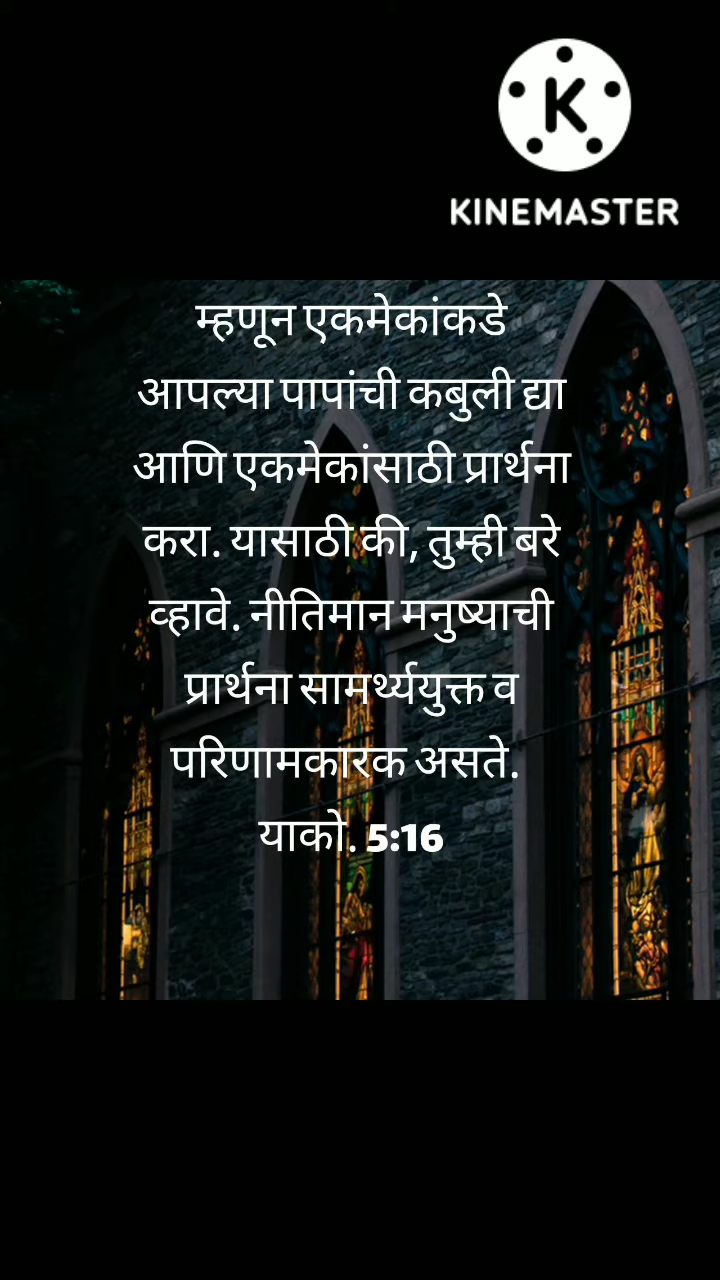 KINEMASTER
म्हणून एकमेकांकडे
आपल्या पापांची कबुली द्या
आणि एकमेकांसाठी प्रार्थना
करा. यासाठी की, तुम्ही बरे
व्हावे. नीतिमान मनुष्याची
प्रार्थना सामर्थ्ययुक्त व
परिणामकारक असते.
याको. 5:16